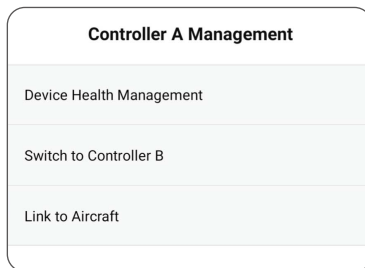 Controller A Management
Device Health Management
Switch to Controller B
Link to Aircraft